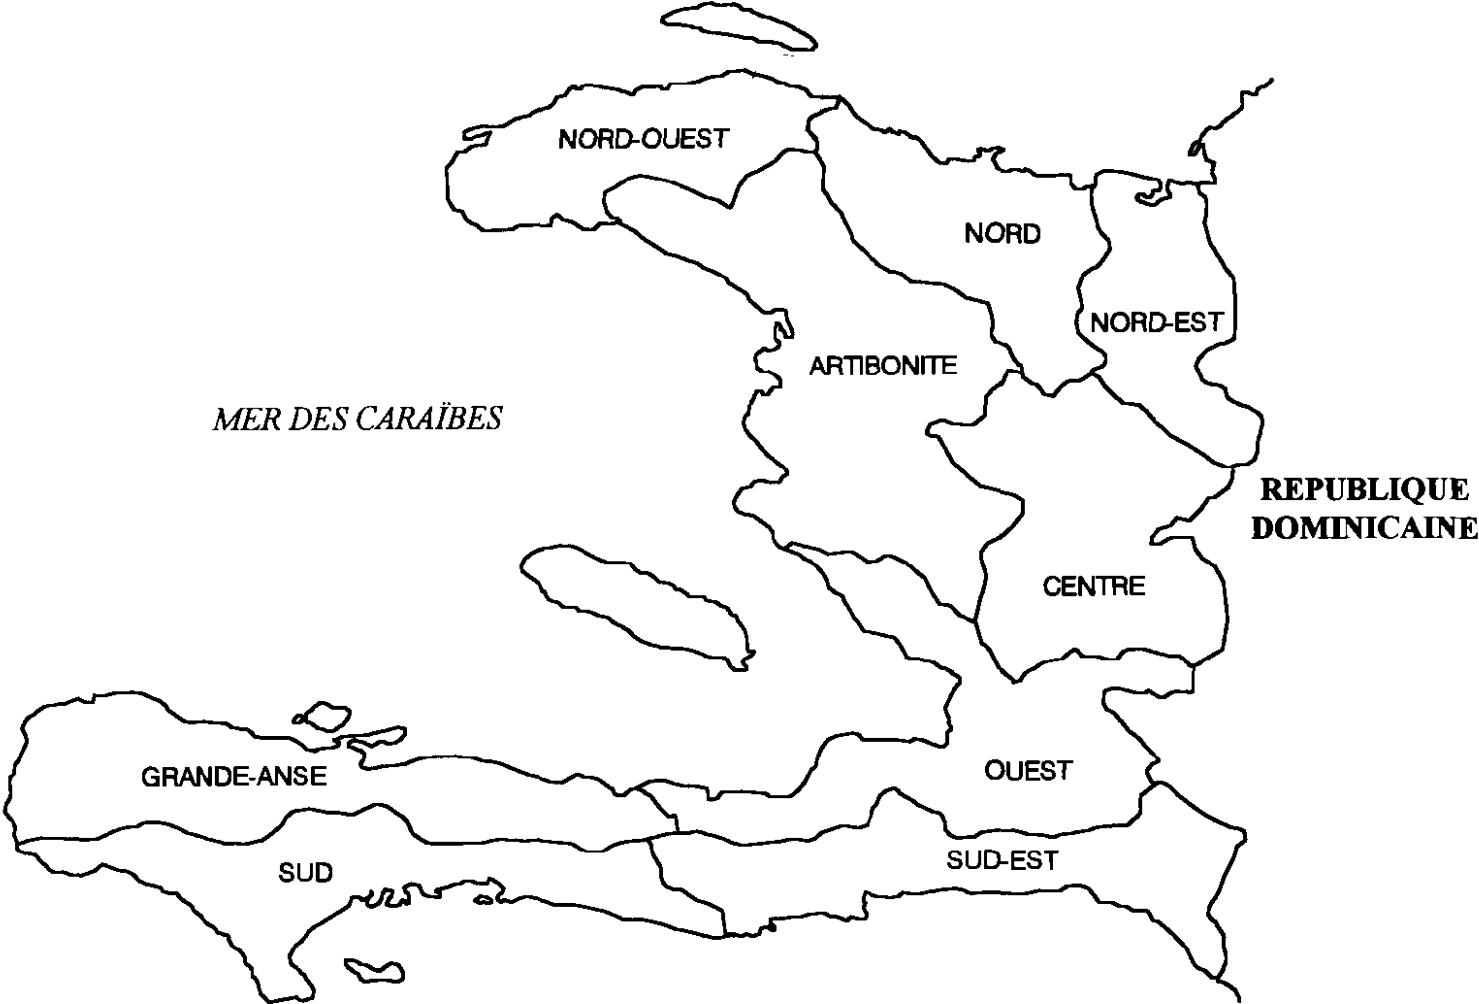 NORD-OUEST
NORD
NORD-EST
ARTIBONITE
MER DES CARAÏBES
REPUBLIQUE
DOMINICAINE
CENTRE
OUEST
GRANDE-ANSE
SUD-EST
SUD